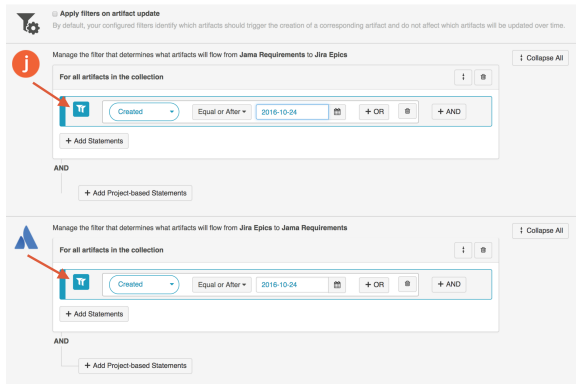 Apply filters on artifact update
By default, your configured filters identify which artifacts should trigger the creation of a corresponding artifact and do not affect which artifacts will be updated over time.
j
Manage the filter that determines what artifacts will flow from Jama Requirements to Jira Epics
Collapse All
For all artifacts in the collection
Created Equal or After 2016-10-24 + OR + AND
+ Add Statements
AND
+ Add Project-based Statements
Manage the filter that determines what artifacts will flow from Jira Epics to Jama Requirements
Collapse All
For all artifacts in the collection
Created Equal or After 2016-10-24 + OR + AND
+ Add Statements
AND
+ Add Project-based Statements